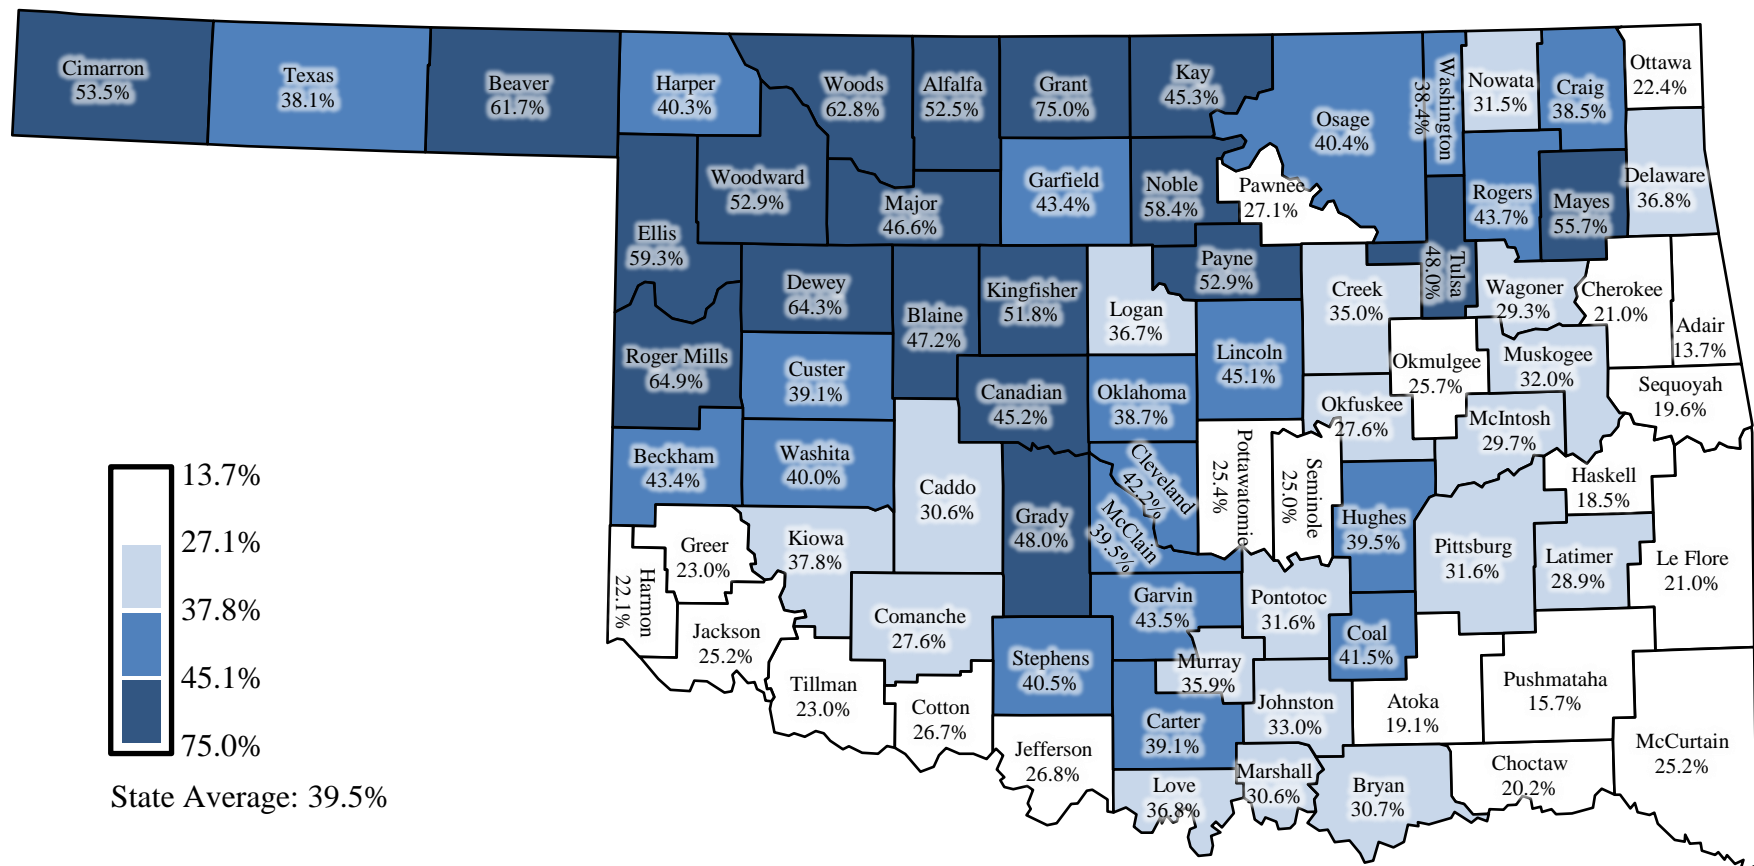 Cimarron
53.5%
Texas
38.1%
Beaver
61.7%
Harper
40.3%
Woods
62.8%
Alfalfa
52.5%
Grant
75.0%
Kay
45.3%
Osage
40.4%
Washington
38.4%
Nowata
31.5%
Craig
38.5%
Ottawa
22.4%
Woodward
52.9%
Major
46.6%
Garfield
43.4%
Noble
58.4%
Pawnee
27.1%
Rogers
43.7%
Mayes
55.7%
Delaware
36.8%
Ellis
59.3%
Dewey
64.3%
Blaine
47.2%
Kingfisher
51.8%
Logan
36.7%
Payne
52.9%
Creek
35.0%
Tulsa
48.0%
Wagoner
29.3%
Cherokee
21.0%
Adair
13.7%
Roger Mills
64.9%
Custer
39.1%
Canadian
45.2%
Oklahoma
38.7%
Lincoln
45.1%
Okmulgee
25.7%
Muskogee
32.0%
Sequoyah
19.6%
Okfuskee
27.6%
McIntosh
29.7%
Beckham
43.4%
Washita
40.0%
Caddo
30.6%
Grady
48.0%
Cleveland
42.2%
McClain
39.5%
Pottawatomie
25.4%
Seminole
25.0%
Hughes
39.5%
Haskell
18.5%
Pittsburg
31.6%
Latimer
28.9%
Le Flore
21.0%
Greer
23.0%
Kiowa
37.8%
Harmon
22.1%
Jackson
25.2%
Comanche
27.6%
Garvin
43.5%
Pontotoc
31.6%
Coal
41.5%
Stephens
40.5%
Murray
35.9%
Tillman
23.0%
Cotton
26.7%
Carter
39.1%
Johnston
33.0%
Atoka
19.1%
Pushmataha
15.7%
McCurtain
25.2%
Jefferson
26.8%
Love
36.8%
Marshall
30.6%
Bryan
30.7%
Choctaw
20.2%
13.7%
27.1%
37.8%
45.1%
75.0%
State Average: 39.5%